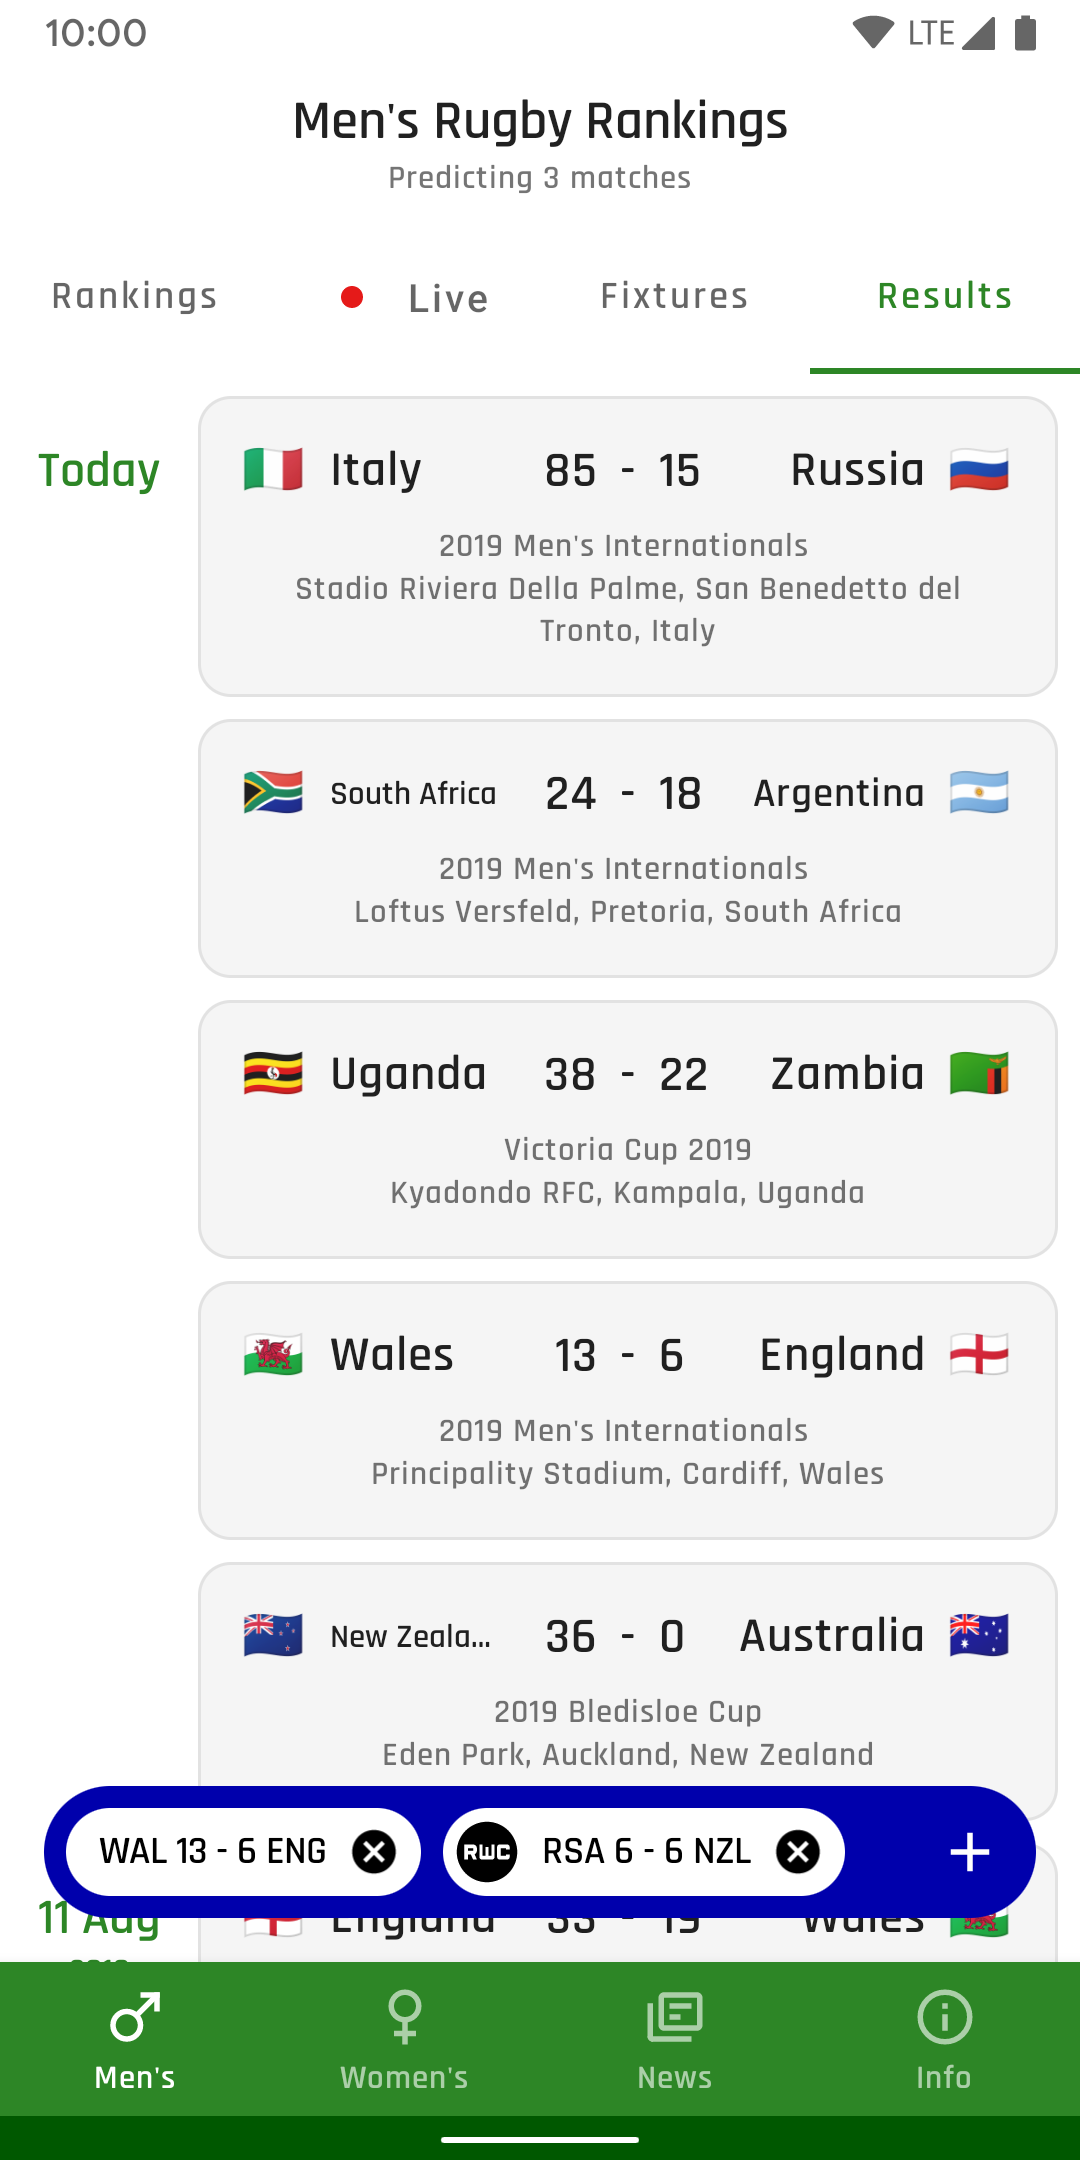 10:00 LTE
Men's Rugby Rankings
Predicting 3 matches
Rankings Live Fixtures Results
Today
Italy 85 - 15 Russia
2019 Men's Internationals
Stadio Riviera Della Palme, San Benedetto del
Tronto, Italy
South Africa 24 - 18 Argentina
2019 Men's Internationals
Loftus Versfeld, Pretoria, South Africa
Uganda 38 - 22 Zambia
Victoria Cup 2019
Kyadondo RFC, Kampala, Uganda
Wales 13 - 6 England
2019 Men's Internationals
Principality Stadium, Cardiff, Wales
New Zeala... 36 - 0 Australia
2019 Bledisloe Cup
Eden Park, Auckland, New Zealand
WAL 13 - 6 ENG RWC RSA 6 - 6 NZL +
11 Aug England 33 - 19 Wales
Men's Women's News Info